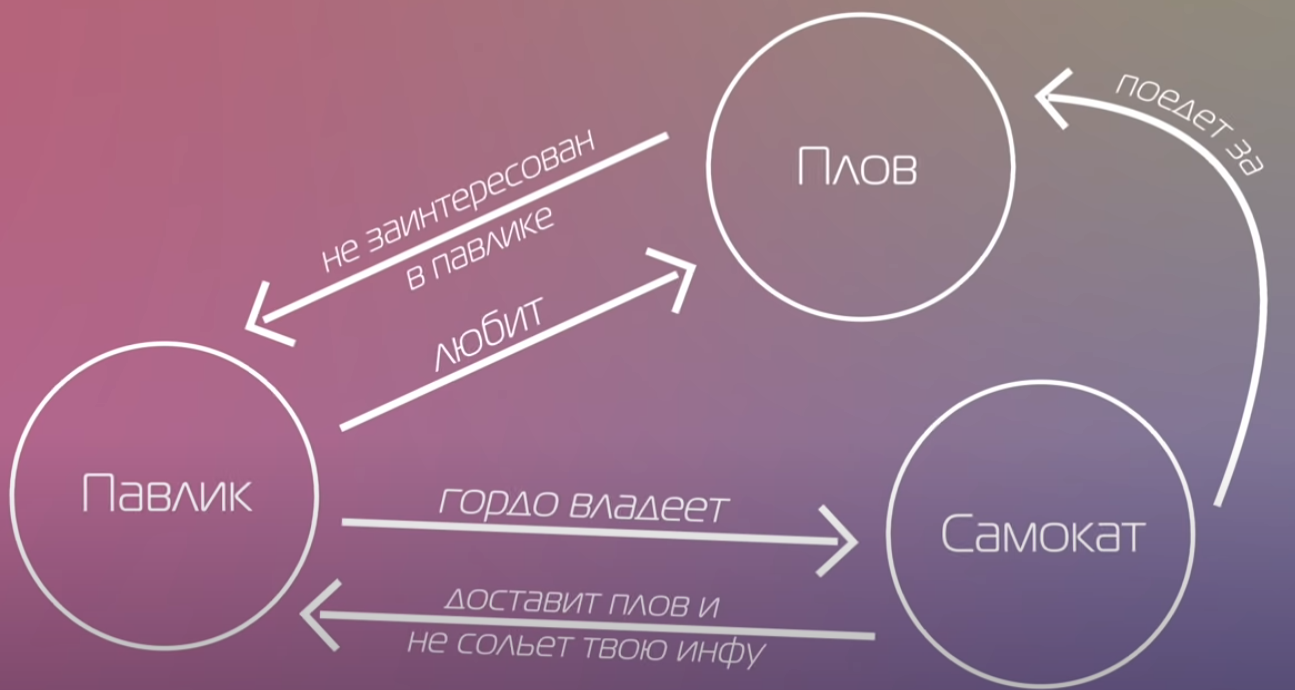 Плов
поедет за
не заинтересован
в павлике
любит
Павлик
гордо владеет
Самокат
доставит плов и
не сольет твою инфу